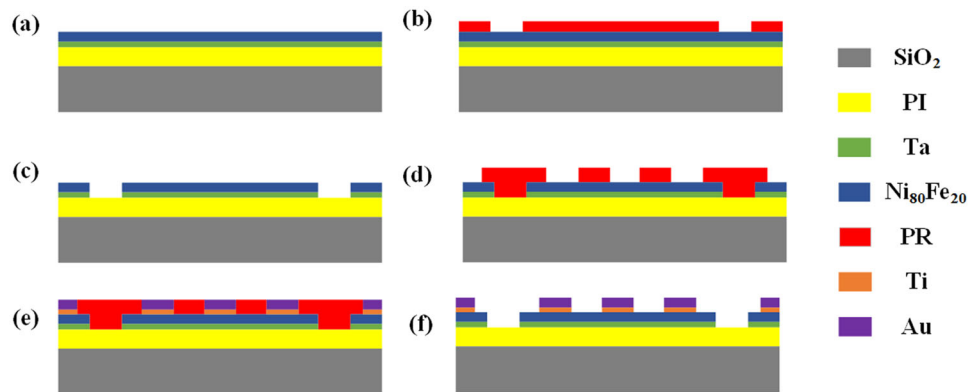 (a)
(b)
(c)
(d)
(e)
(f)
SiO₂
PI
Ta
Ni₈₀Fe₂₀
PR
Ti
Au